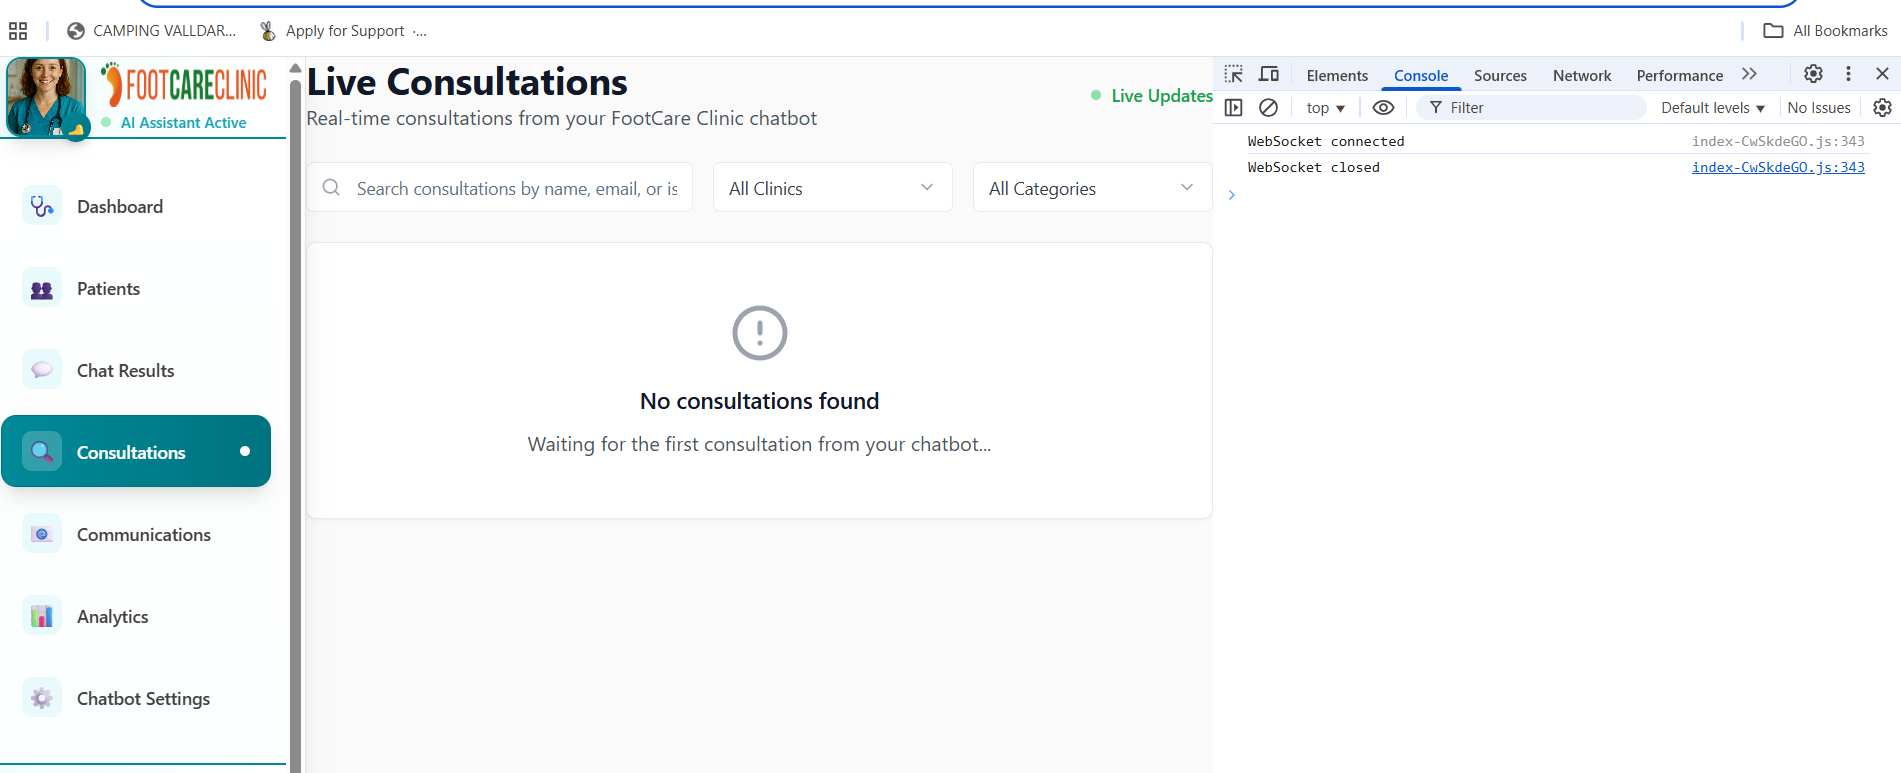 CAMPING VALLDAR...
Apply for Support -...
All Bookmarks
FOOTCARECLINIC
AI Assistant Active
Dashboard
Patients
Chat Results
Consultations
Communications
Analytics
Chatbot Settings
Live Consultations
Real-time consultations from your FootCare Clinic chatbot
Live Updates
Search consultations by name, email, or is
All Clinics
All Categories
No consultations found
Waiting for the first consultation from your chatbot...
Elements Console Sources Network Performance
top Filter Default levels No Issues
WebSocket connected index-CwSkdeGO.js:343
WebSocket closed index-CwSkdeGO.js:343